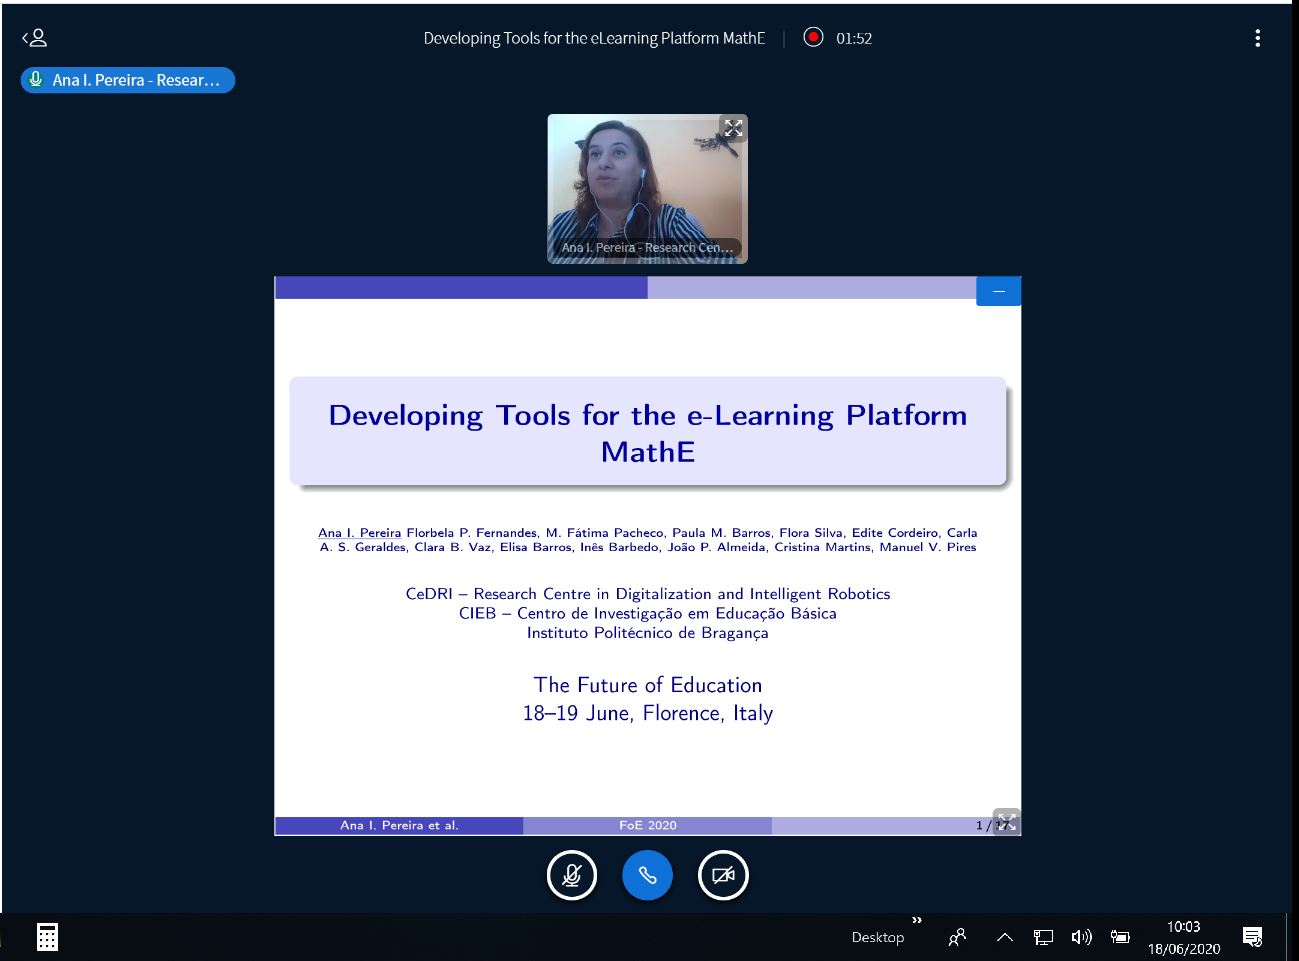 Developing Tools for the eLearning Platform MathE | 01:52
Ana I. Pereira - Resear...
Ana I. Pereira - Research Cen...
Developing Tools for the e-Learning Platform
MathE
Ana I. Pereira Florbela P. Fernandes, M. Fátima Pacheco, Paula M. Barros, Flora Silva, Edite Cordeiro, Carla
A. S. Geraldes, Clara B. Vaz, Elisa Barros, Inês Barbedo, João P. Almeida, Cristina Martins, Manuel V. Pires
CeDRI – Research Centre in Digitalization and Intelligent Robotics
CIEB – Centro de Investigação em Educação Básica
Instituto Politécnico de Bragança
The Future of Education
18–19 June, Florence, Italy
Ana I. Pereira et al. FoE 2020 1 /
Desktop
10:03
18/06/2020